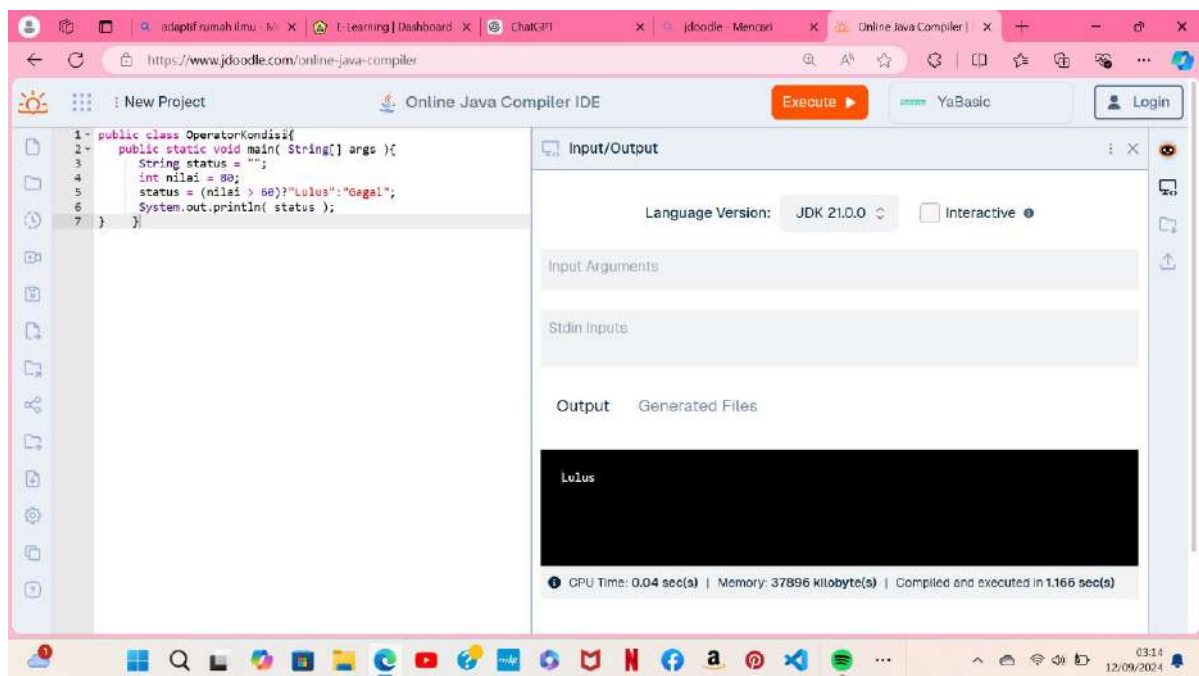 adaptif rumah ilmu -
E-Learning | Dashboard
ChatGPT
jdoodle - Mencari
Online Java Compiler |
https://www.jdoodle.com/online-java-compiler
New Project
Online Java Compiler IDE
Execute
YaBasic
Login
1 public class OperatorKondisi{
2 public static void main( String[] args ){
3 String status = "";
4 int nilai = 80;
5 status = (nilai > 60)?"Lulus":"Gagal";
6 System.out.println( status );
7 } }
Input/Output
Language Version: JDK 21.0.0 Interactive
Input Arguments
Stdin Inputs
Output Generated Files
Lulus
CPU Time: 0.04 sec(s) | Memory: 37896 kilobyte(s) | Compiled and executed in 1.166 sec(s)
03:14
12/09/2024